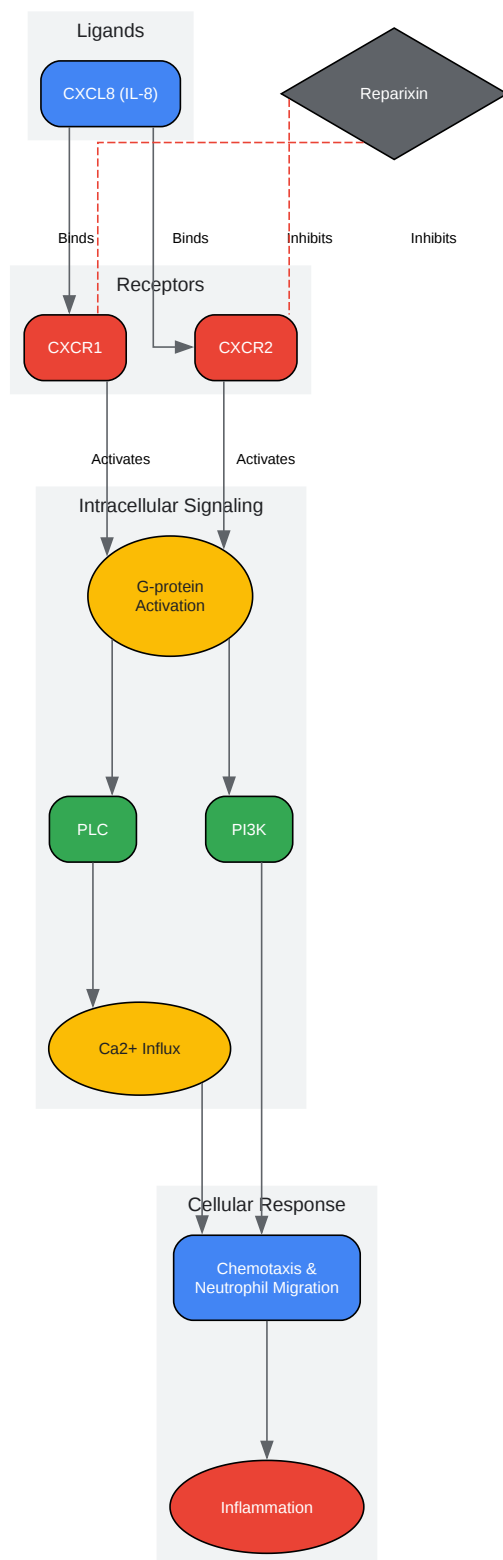 Ligands
CXCL8 (IL-8)
Reparixin
Binds
Binds
Inhibits
Inhibits
Receptors
CXCR1
CXCR2
Activates
Activates
Intracellular Signaling
G-protein
Activation
PLC
PI3K
Ca2+ Influx
Cellular Response
Chemotaxis &
Neutrophil Migration
Inflammation